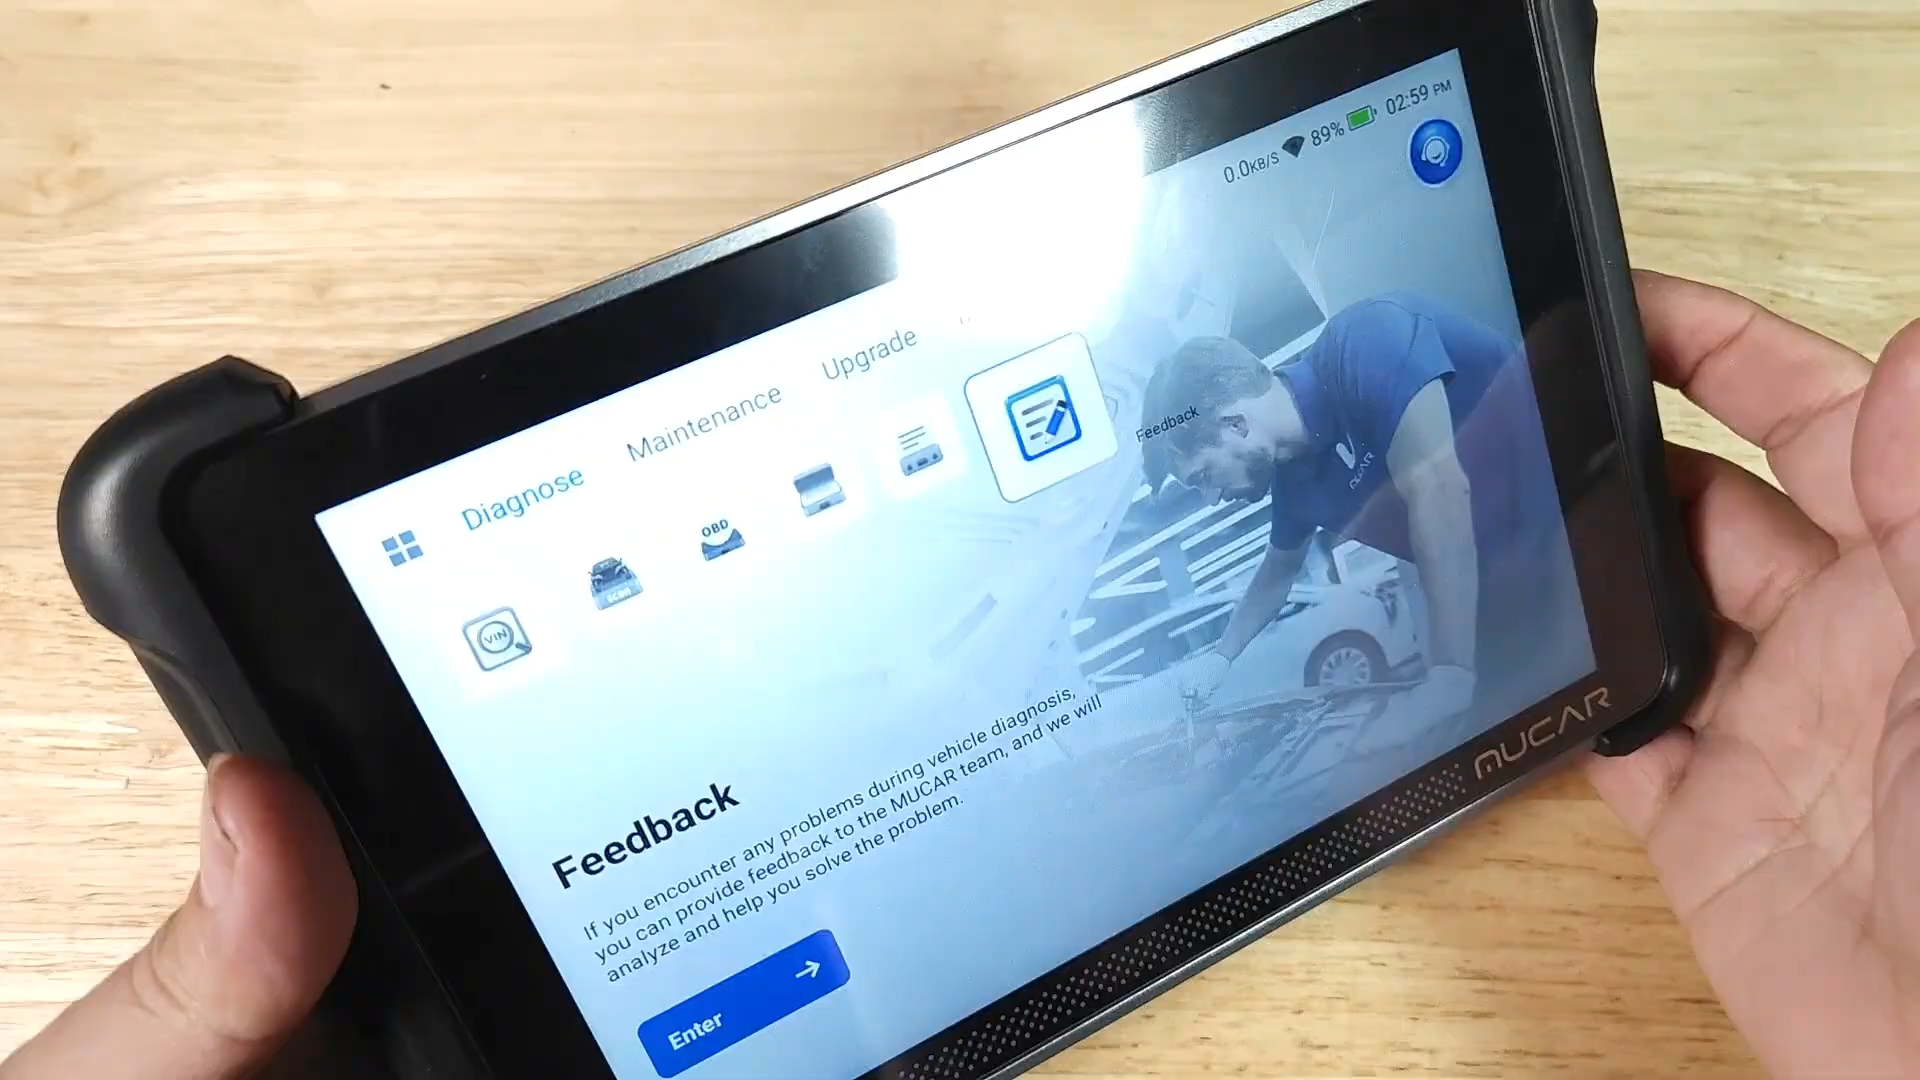 0.0KB/S 89% 02:59 PM
Diagnose Maintenance Upgrade
VIN
SCAN
OBD
Feedback
MUCAR
Feedback
If you encounter any problems during vehicle diagnosis,
you can provide feedback to the MUCAR team, and we will
analyze and help you solve the problem.
Enter
MUCAR